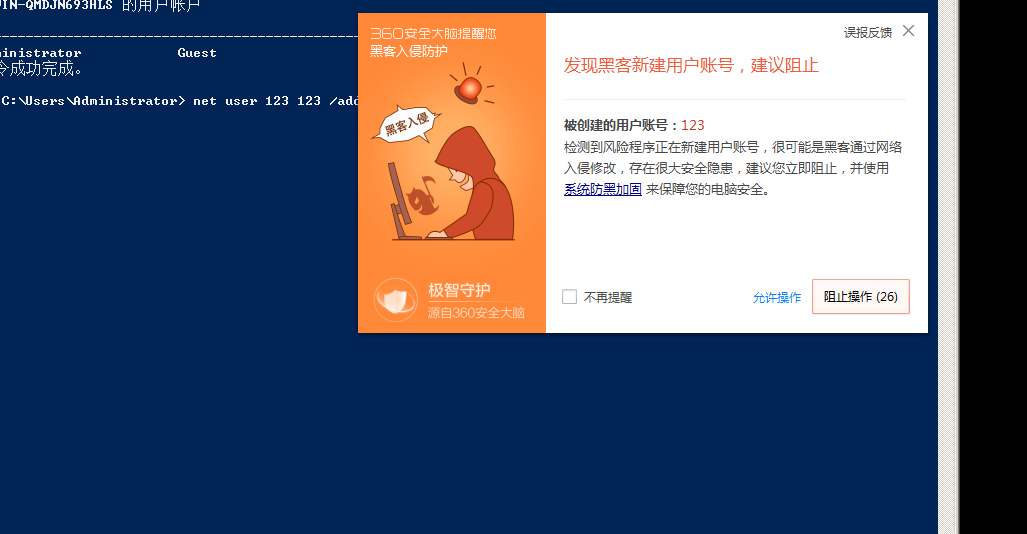 WIN-QMDJN693HLS 的用户帐户
ministrator Guest
令成功完成。
C:\Users\Administrator> net user 123 123 /add
360安全大脑提醒您
黑客入侵防护
黑客入侵
极智守护
源自360安全大脑
误报反馈
发现黑客新建用户账号，建议阻止
被创建的用户账号：123
检测到风险程序正在新建用户账号，很可能是黑客通过网络
入侵修改，存在很大安全隐患，建议您立即阻止，并使用
系统防黑加固 来保障您的电脑安全。
不再提醒
允许操作
阻止操作 (26)